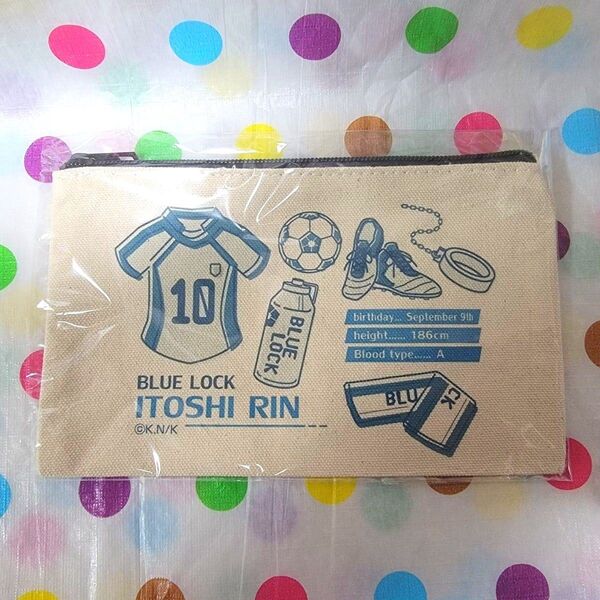 10
BLUE
LOCK
birthday... September 9th
height...... 186cm
Blood type...... A
BLU
CK
BLUE LOCK
ITOSHI RIN
©K.N/K